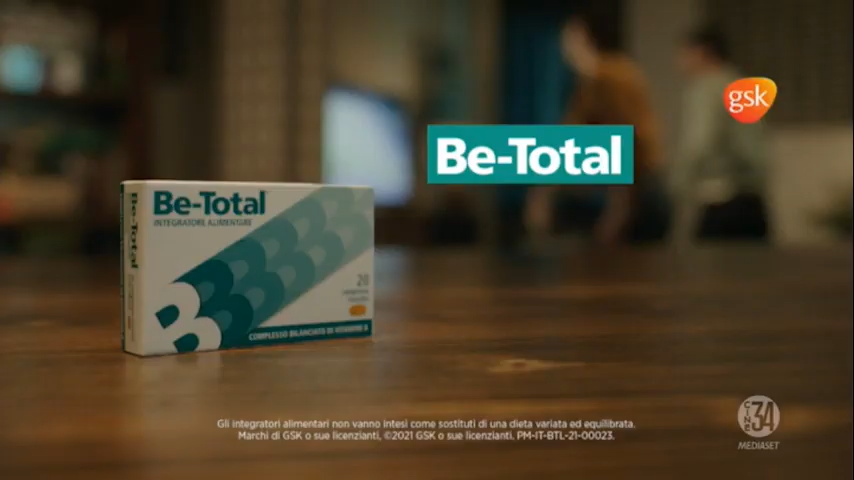 gsk
Be-Total
Be-Total
INTEGRATORE ALIMENTARE
Be-Total
20
B
COMPLESSO BILANCIATO DI VITAMINE B
Gli integratori alimentari non vanno intesi come sostituti di una dieta variata ed equilibrata.
Marchi di GSK o sue licenzianti, ©2021 GSK o sue licenzianti, PM-IT-BTL-21-00023.
CINE 34
MEDIASET